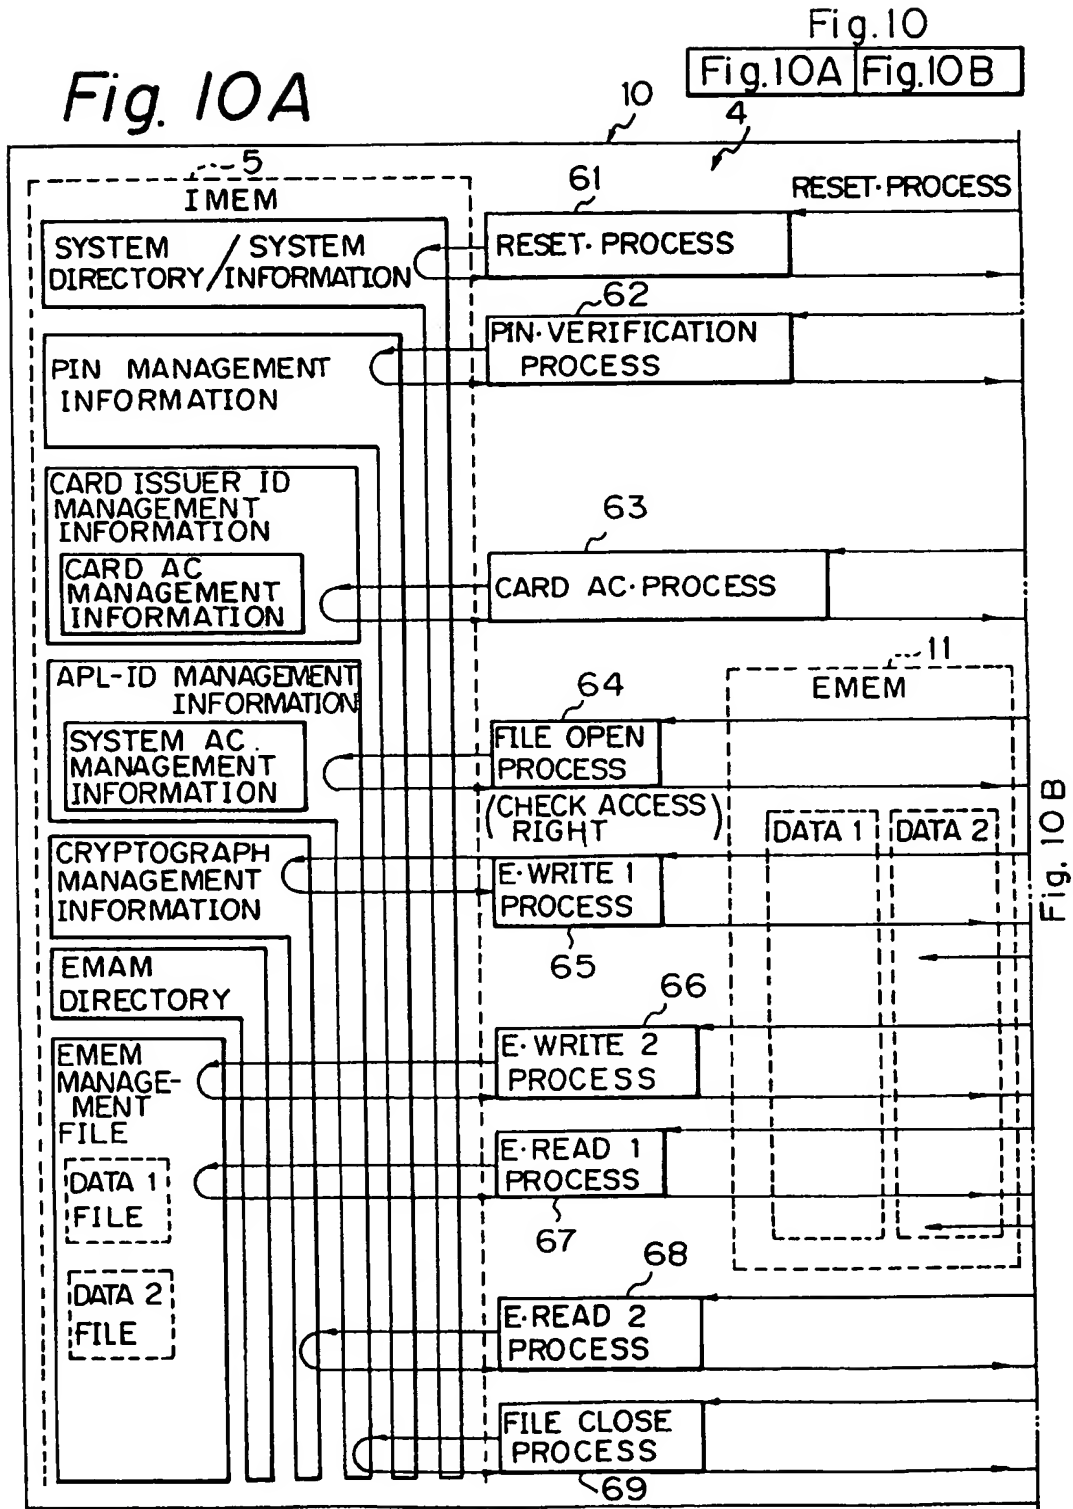 Fig. 10
Fig. 10A Fig. 10B
Fig. 10A
10
4
5
IMEM
61
RESET·PROCESS
SYSTEM DIRECTORY / SYSTEM INFORMATION
RESET·PROCESS
62
PIN·VERIFICATION
PROCESS
PIN MANAGEMENT
INFORMATION
CARD ISSUER ID
MANAGEMENT
INFORMATION
63
CARD AC
MANAGEMENT
INFORMATION
CARD AC·PROCESS
APL-ID MANAGEMENT
INFORMATION
11
EMEM
64
SYSTEM AC.
MANAGEMENT
INFORMATION
FILE OPEN
PROCESS
(CHECK ACCESS
RIGHT)
DATA 1
DATA 2
CRYPTOGRAPH
MANAGEMENT
INFORMATION
E·WRITE 1
PROCESS
65
Fig. 10B
EMAM
DIRECTORY
66
E·WRITE 2
PROCESS
EMEM
MANAGE-
MENT
FILE
E·READ 1
PROCESS
67
DATA 1
FILE
68
DATA 2
FILE
E·READ 2
PROCESS
FILE CLOSE
PROCESS
69